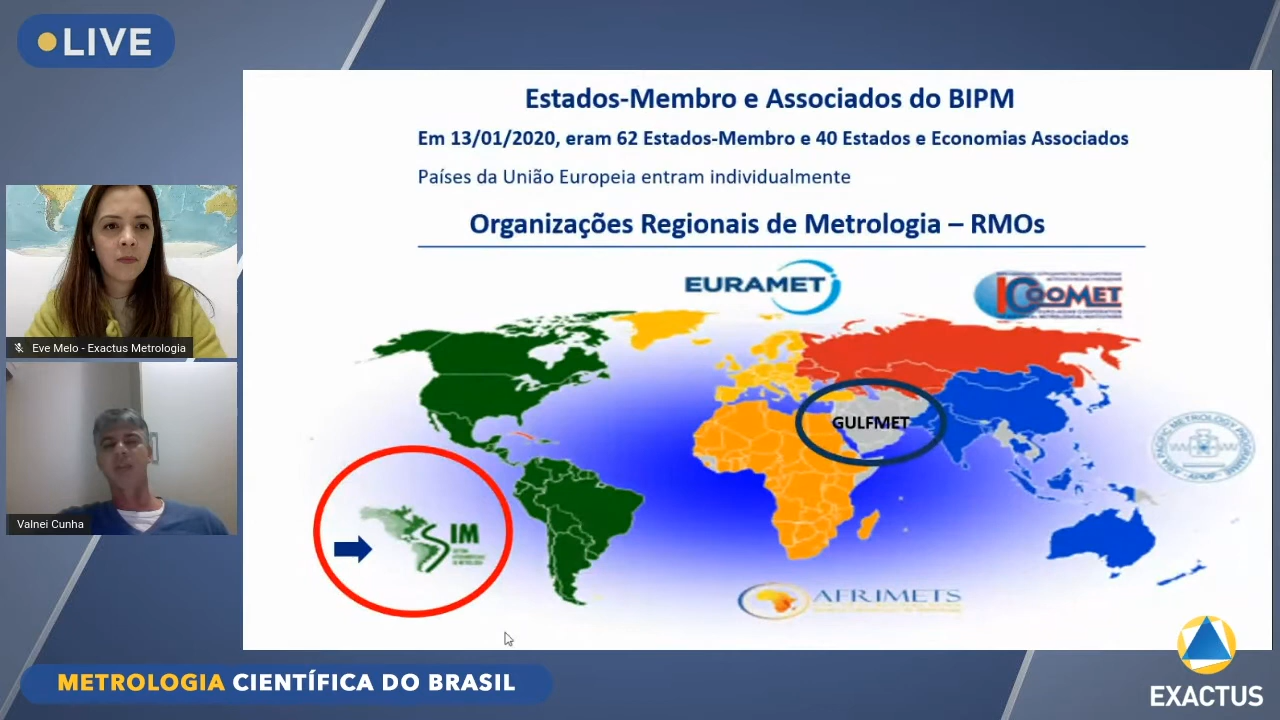 LIVE
Estados-Membro e Associados do BIPM
Em 13/01/2020, eram 62 Estados-Membro e 40 Estados e Economias Associados
Países da União Europeia entram individualmente
Organizações Regionais de Metrologia – RMOs
EURAMET
COOMET
Eve Melo - Exactus Metrologia
GULFMET
Valnei Cunha
SIM
AFRIMETS
METROLOGIA CIENTÍFICA DO BRASIL
EXACTUS